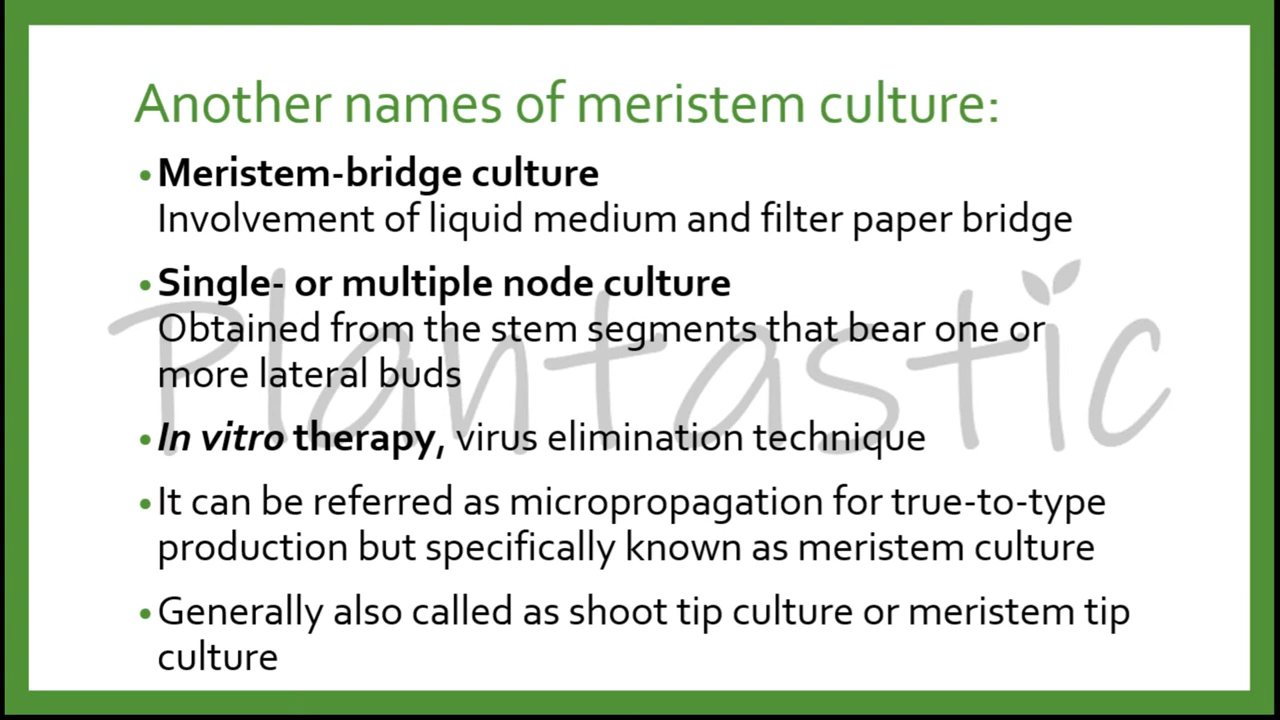 Another names of meristem culture:
•Meristem-bridge culture
Involvement of liquid medium and filter paper bridge
•Single- or multiple node culture
Obtained from the stem segments that bear one or
more lateral buds
•In vitro therapy, virus elimination technique
•It can be referred as micropropagation for true-to-type
production but specifically known as meristem culture
•Generally also called as shoot tip culture or meristem tip
culture
Plantastic